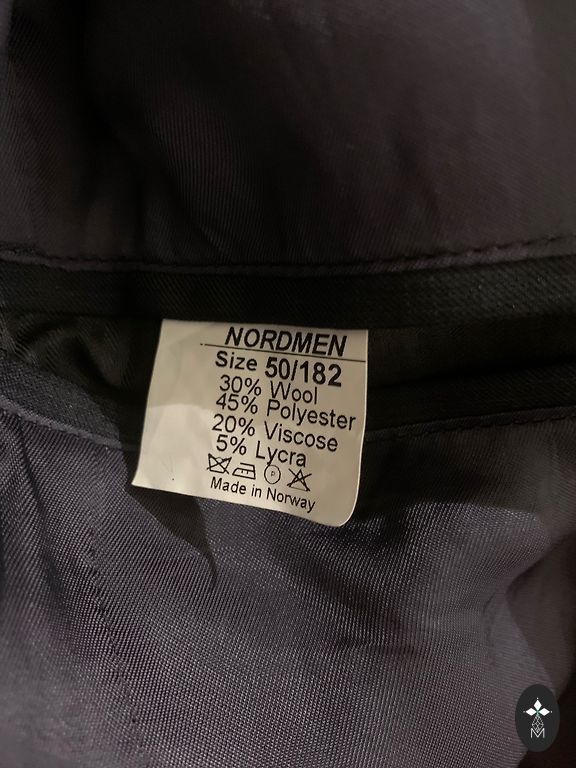 NORDMEN
Size 50/182
30% Wool
45% Polyester
20% Viscose
5% Lycra
P
Made in Norway
M